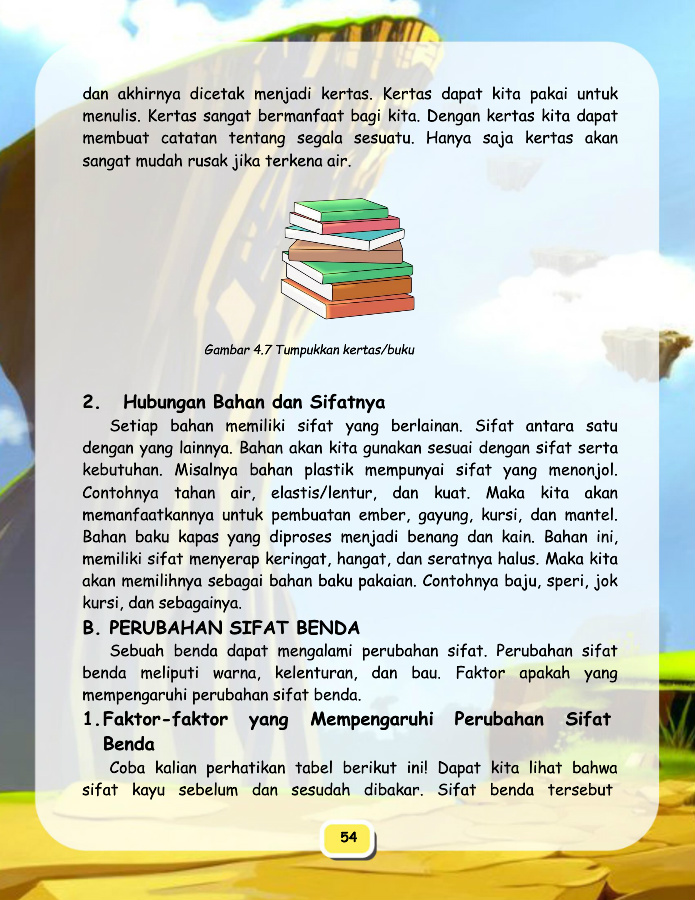 dan akhirnya dicetak menjadi kertas. Kertas dapat kita pakai untuk
menulis. Kertas sangat bermanfaat bagi kita. Dengan kertas kita dapat
membuat catatan tentang segala sesuatu. Hanya saja kertas akan
sangat mudah rusak jika terkena air.
Gambar 4.7 Tumpukkan kertas/buku
2. Hubungan Bahan dan Sifatnya
Setiap bahan memiliki sifat yang berlainan. Sifat antara satu
dengan yang lainnya. Bahan akan kita gunakan sesuai dengan sifat serta
kebutuhan. Misalnya bahan plastik mempunyai sifat yang menonjol.
Contohnya tahan air, elastis/lentur, dan kuat. Maka kita akan
memanfaatkannya untuk pembuatan ember, gayung, kursi, dan mantel.
Bahan baku kapas yang diproses menjadi benang dan kain. Bahan ini,
memiliki sifat menyerap keringat, hangat, dan seratnya halus. Maka kita
akan memilihnya sebagai bahan baku pakaian. Contohnya baju, speri, jok
kursi, dan sebagainya.
B. PERUBAHAN SIFAT BENDA
Sebuah benda dapat mengalami perubahan sifat. Perubahan sifat
benda meliputi warna, kelenturan, dan bau. Faktor apakah yang
mempengaruhi perubahan sifat benda.
1. Faktor-faktor yang Mempengaruhi Perubahan Sifat
Benda
Coba kalian perhatikan tabel berikut ini! Dapat kita lihat bahwa
sifat kayu sebelum dan sesudah dibakar. Sifat benda tersebut
54